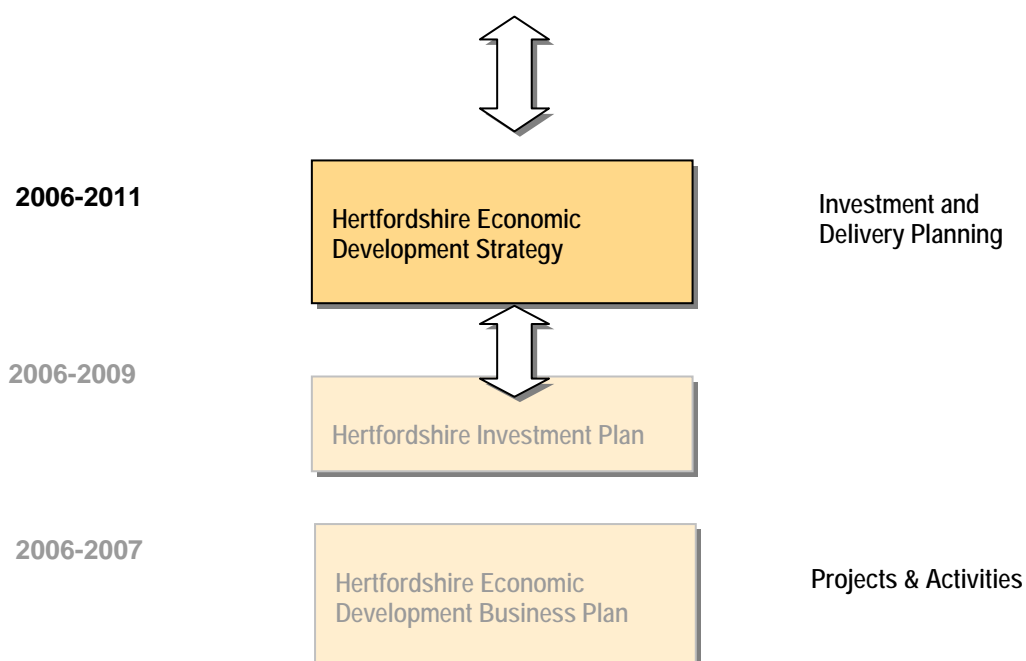 2006-2011
Hertfordshire Economic
Development Strategy
Investment and
Delivery Planning
2006-2009
Hertfordshire Investment Plan
2006-2007
Hertfordshire Economic
Development Business Plan
Projects & Activities